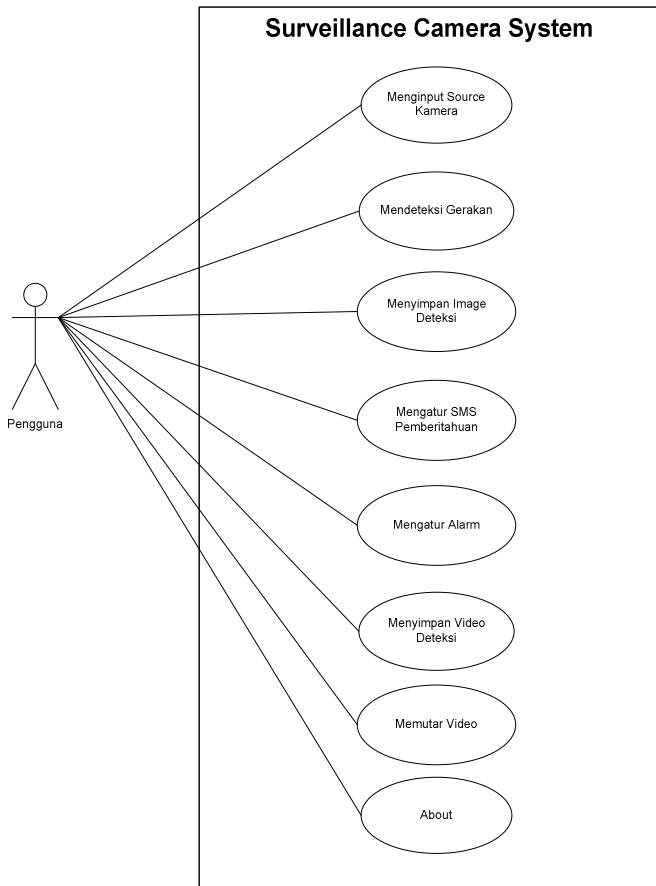 Surveillance Camera System
Menginput Source
Kamera
Mendeteksi Gerakan
Menyimpan Image
Deteksi
Mengatur SMS
Pemberitahuan
Pengguna
Mengatur Alarm
Menyimpan Video
Deteksi
Memutar Video
About